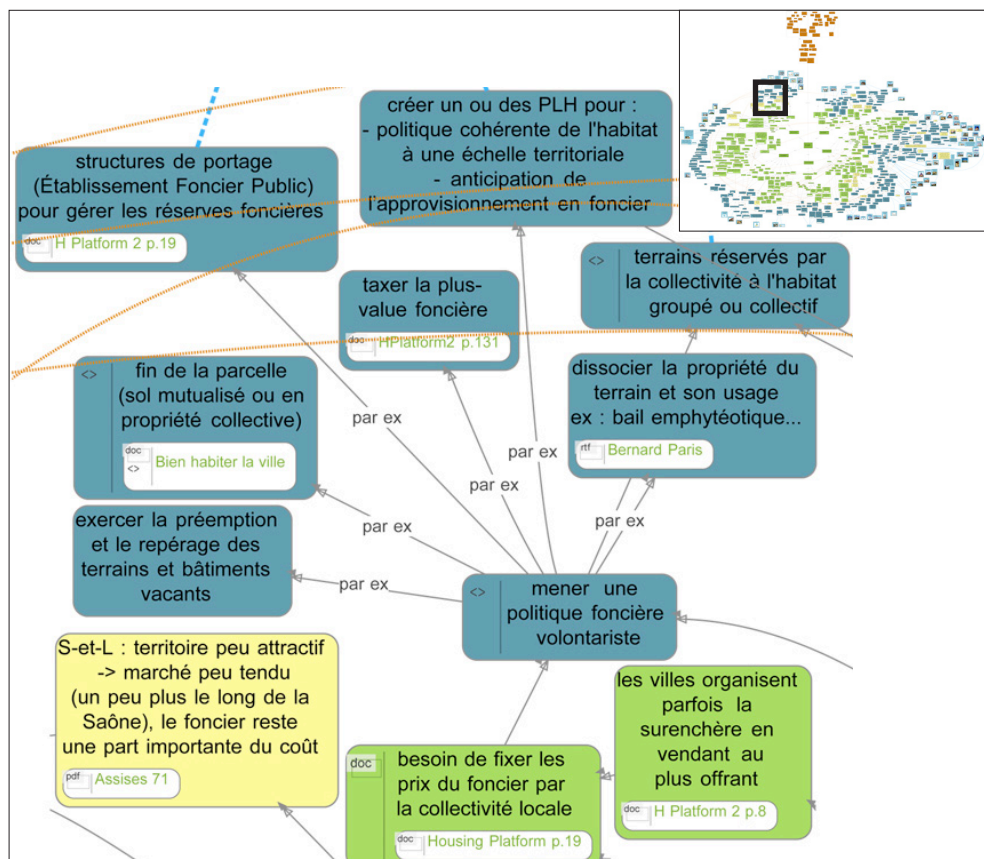 créer un ou des PLH pour :
- politique cohérente de l'habitat
à une échelle territoriale
- anticipation de
l'approvisionnement en foncier
structures de portage
(Établissement Foncier Public)
pour gérer les réserves foncières
doc
H Platform 2 p.19
<>
terrains réservés par
la collectivité à l'habitat
groupé ou collectif
taxer la plus-
value foncière
doc
HPlatform2 p.131
<>
fin de la parcelle
(sol mutualisé ou en
propriété collective)
doc
<>
Bien habiter la ville
dissocier la propriété du
terrain et son usage
ex : bail emphytéotique...
rtf
Bernard Paris
par ex
par ex
par ex
par ex
par ex
par ex
exercer la préemption
et le repérage des
terrains et bâtiments
vacants
<>
mener une
politique foncière
volontariste
S-et-L : territoire peu attractif
-> marché peu tendu
(un peu plus le long de la
Saône), le foncier reste
une part importante du coût
pdf
Assises 71
doc
besoin de fixer les
prix du foncier par
la collectivité locale
doc
Housing Platform p.19
les villes organisent
parfois la
surenchère en
vendant au
plus offrant
doc
H Platform 2 p.8